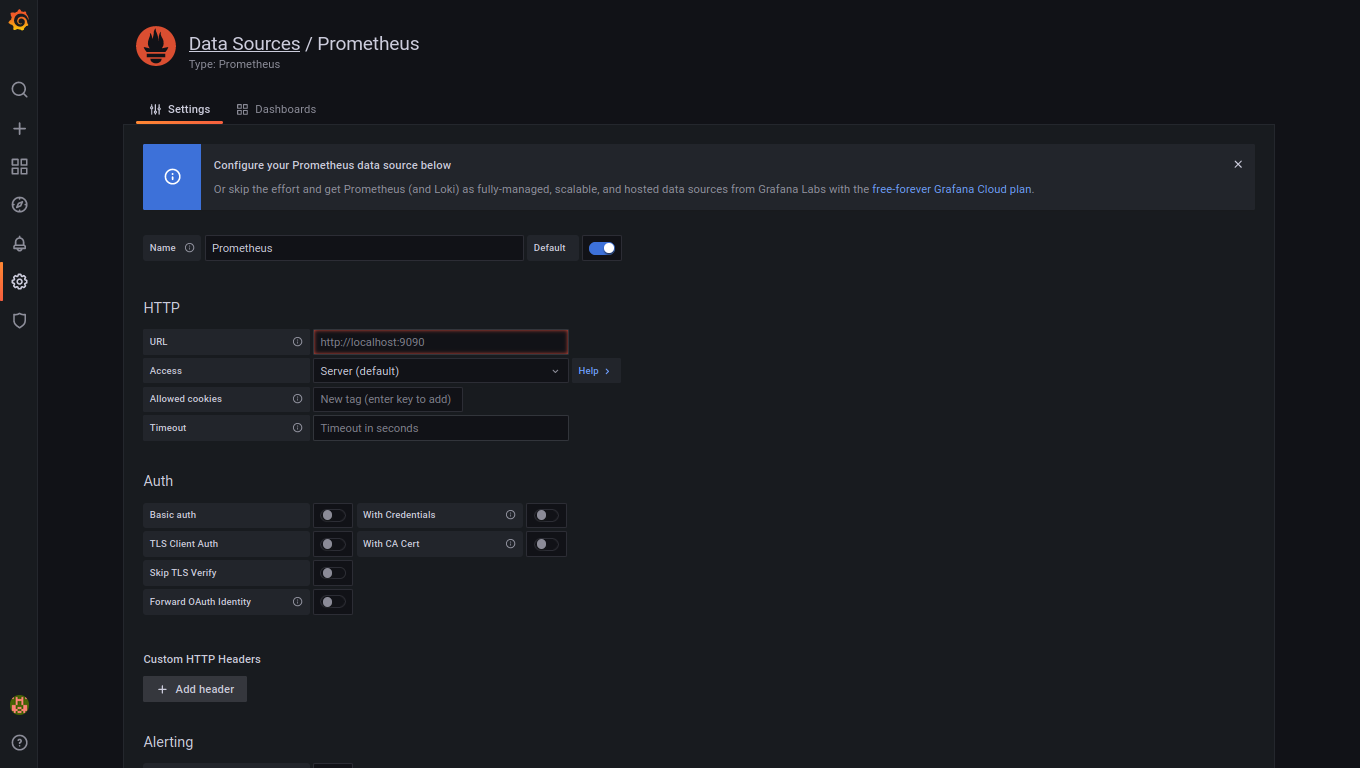 Data Sources / Prometheus
Type: Prometheus
Settings
Dashboards
Configure your Prometheus data source below
Or skip the effort and get Prometheus (and Loki) as fully-managed, scalable, and hosted data sources from Grafana Labs with the free-forever Grafana Cloud plan.
Name Prometheus Default
HTTP
URL http://localhost:9090
Access Server (default) Help
Allowed cookies New tag (enter key to add)
Timeout Timeout in seconds
Auth
Basic auth With Credentials
TLS Client Auth With CA Cert
Skip TLS Verify
Forward OAuth Identity
Custom HTTP Headers
Add header
Alerting